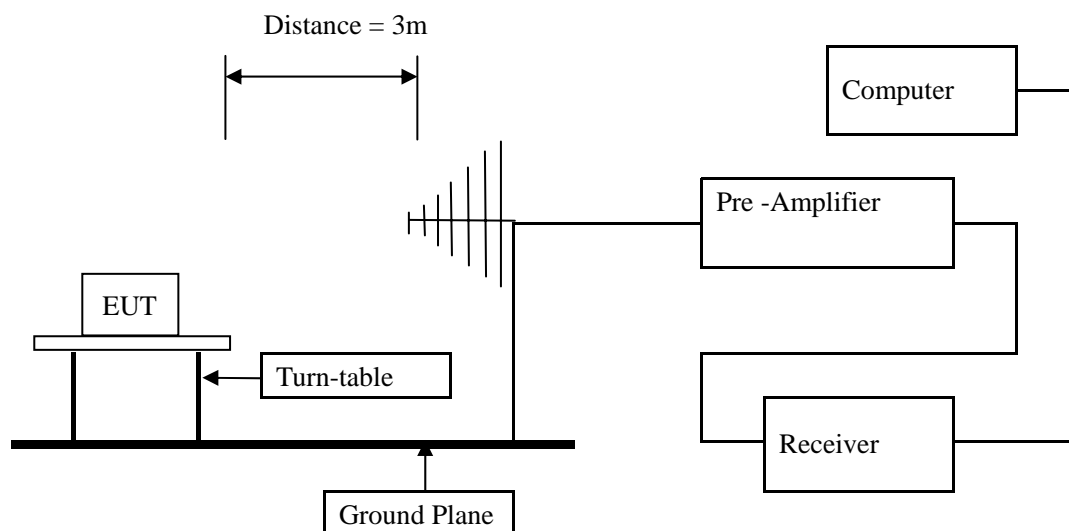 Distance = 3m
Computer
Pre -Amplifier
EUT
Turn-table
Receiver
Ground Plane